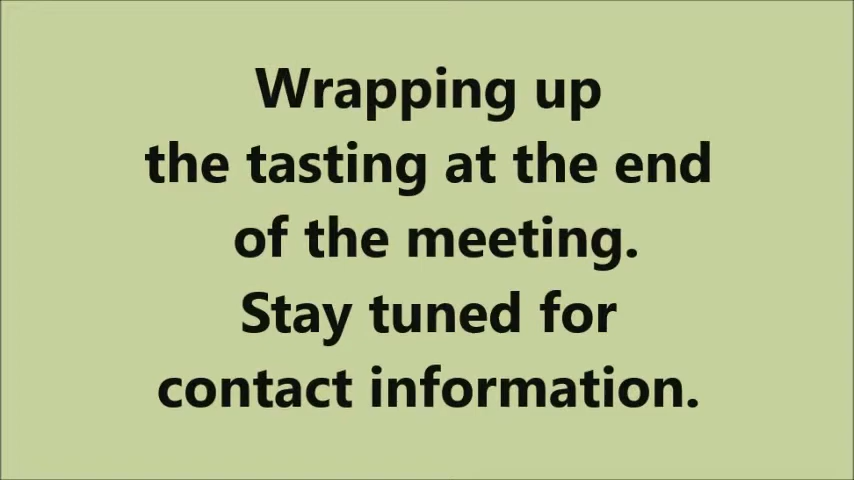 Wrapping up
the tasting at the end
of the meeting.
Stay tuned for
contact information.